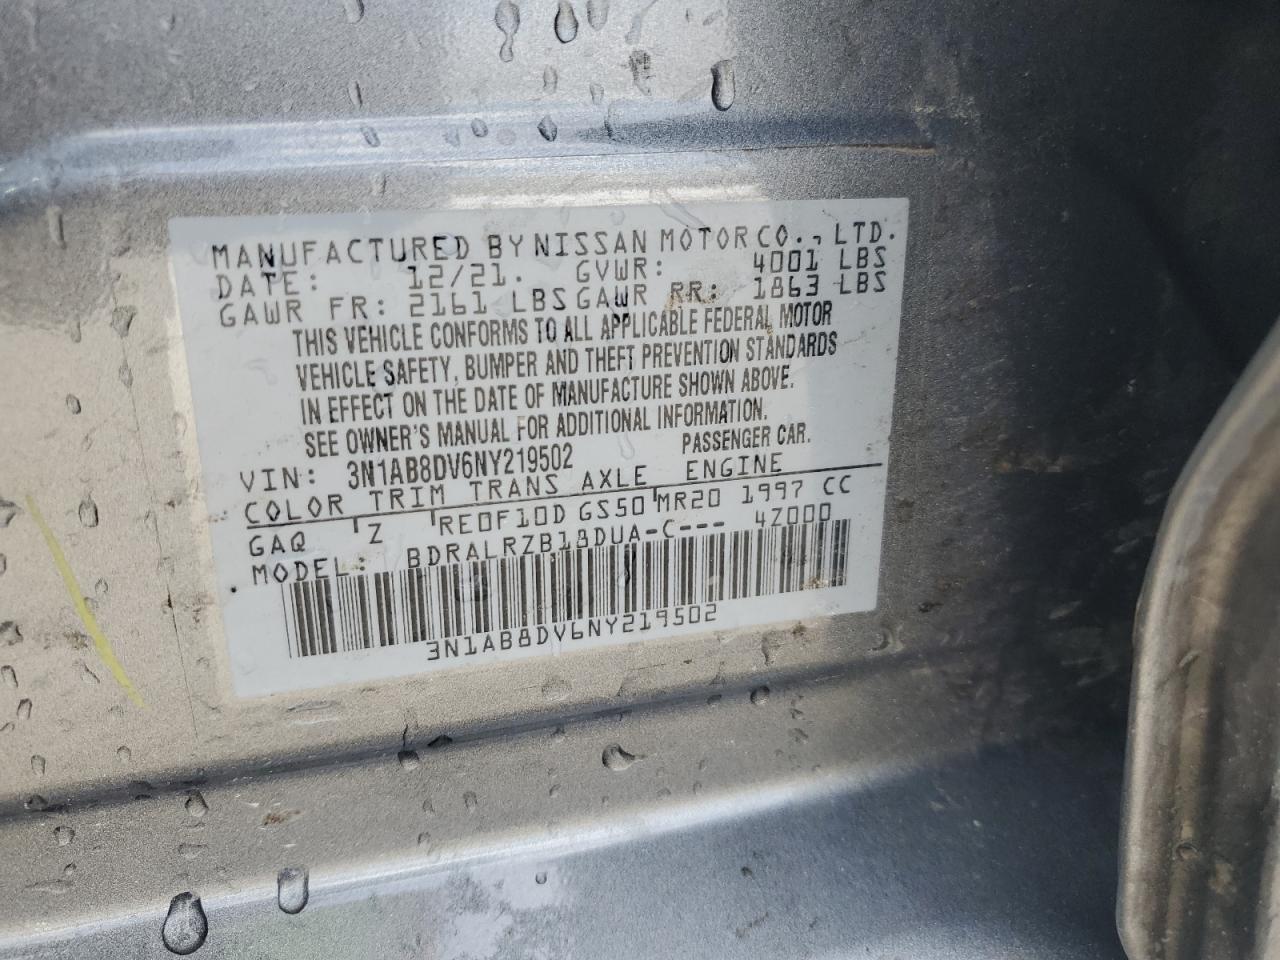 MANUFACTURED BY NISSAN MOTOR CO., LTD.
DATE: 12/21. GVWR: 4001 LBS
GAWR FR: 2161 LBS GAWR RR: 1863 LBS
THIS VEHICLE CONFORMS TO ALL APPLICABLE FEDERAL MOTOR
VEHICLE SAFETY, BUMPER AND THEFT PREVENTION STANDARDS
IN EFFECT ON THE DATE OF MANUFACTURE SHOWN ABOVE.
SEE OWNER'S MANUAL FOR ADDITIONAL INFORMATION.
VIN: 3N1AB8DV6NY219502 PASSENGER CAR.
COLOR TRIM TRANS AXLE ENGINE
GAQ Z RE0F10D GS50 MR20 1997 CC
MODEL: BDRALRZB18DUA-C--- 4Z000
3N1AB8DV6NY219502